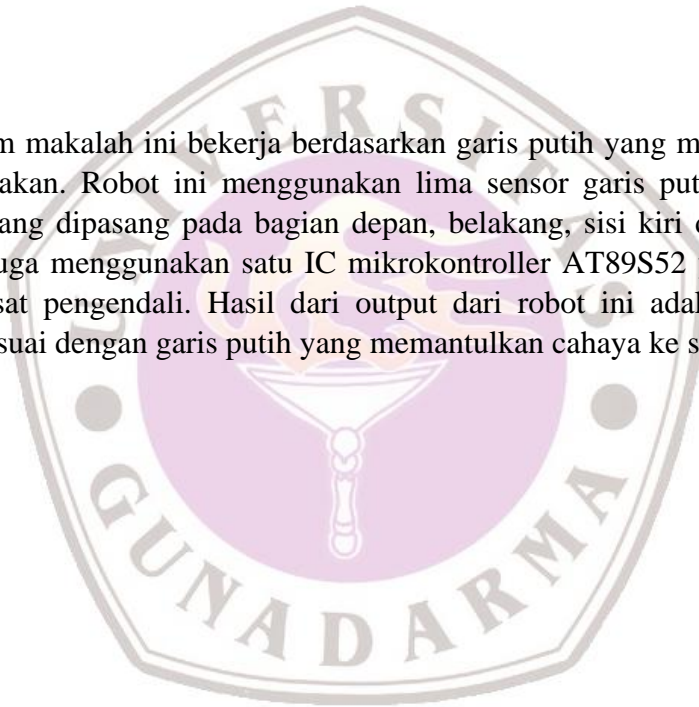 UNIVERSITAS
m makalah ini bekerja berdasarkan garis putih yang m
akan. Robot ini menggunakan lima sensor garis put
ang dipasang pada bagian depan, belakang, sisi kiri
uga menggunakan satu IC mikrokontroller AT89S52
sat pengendali. Hasil dari output dari robot ini adal
suai dengan garis putih yang memantulkan cahaya ke s
GUNADARMA